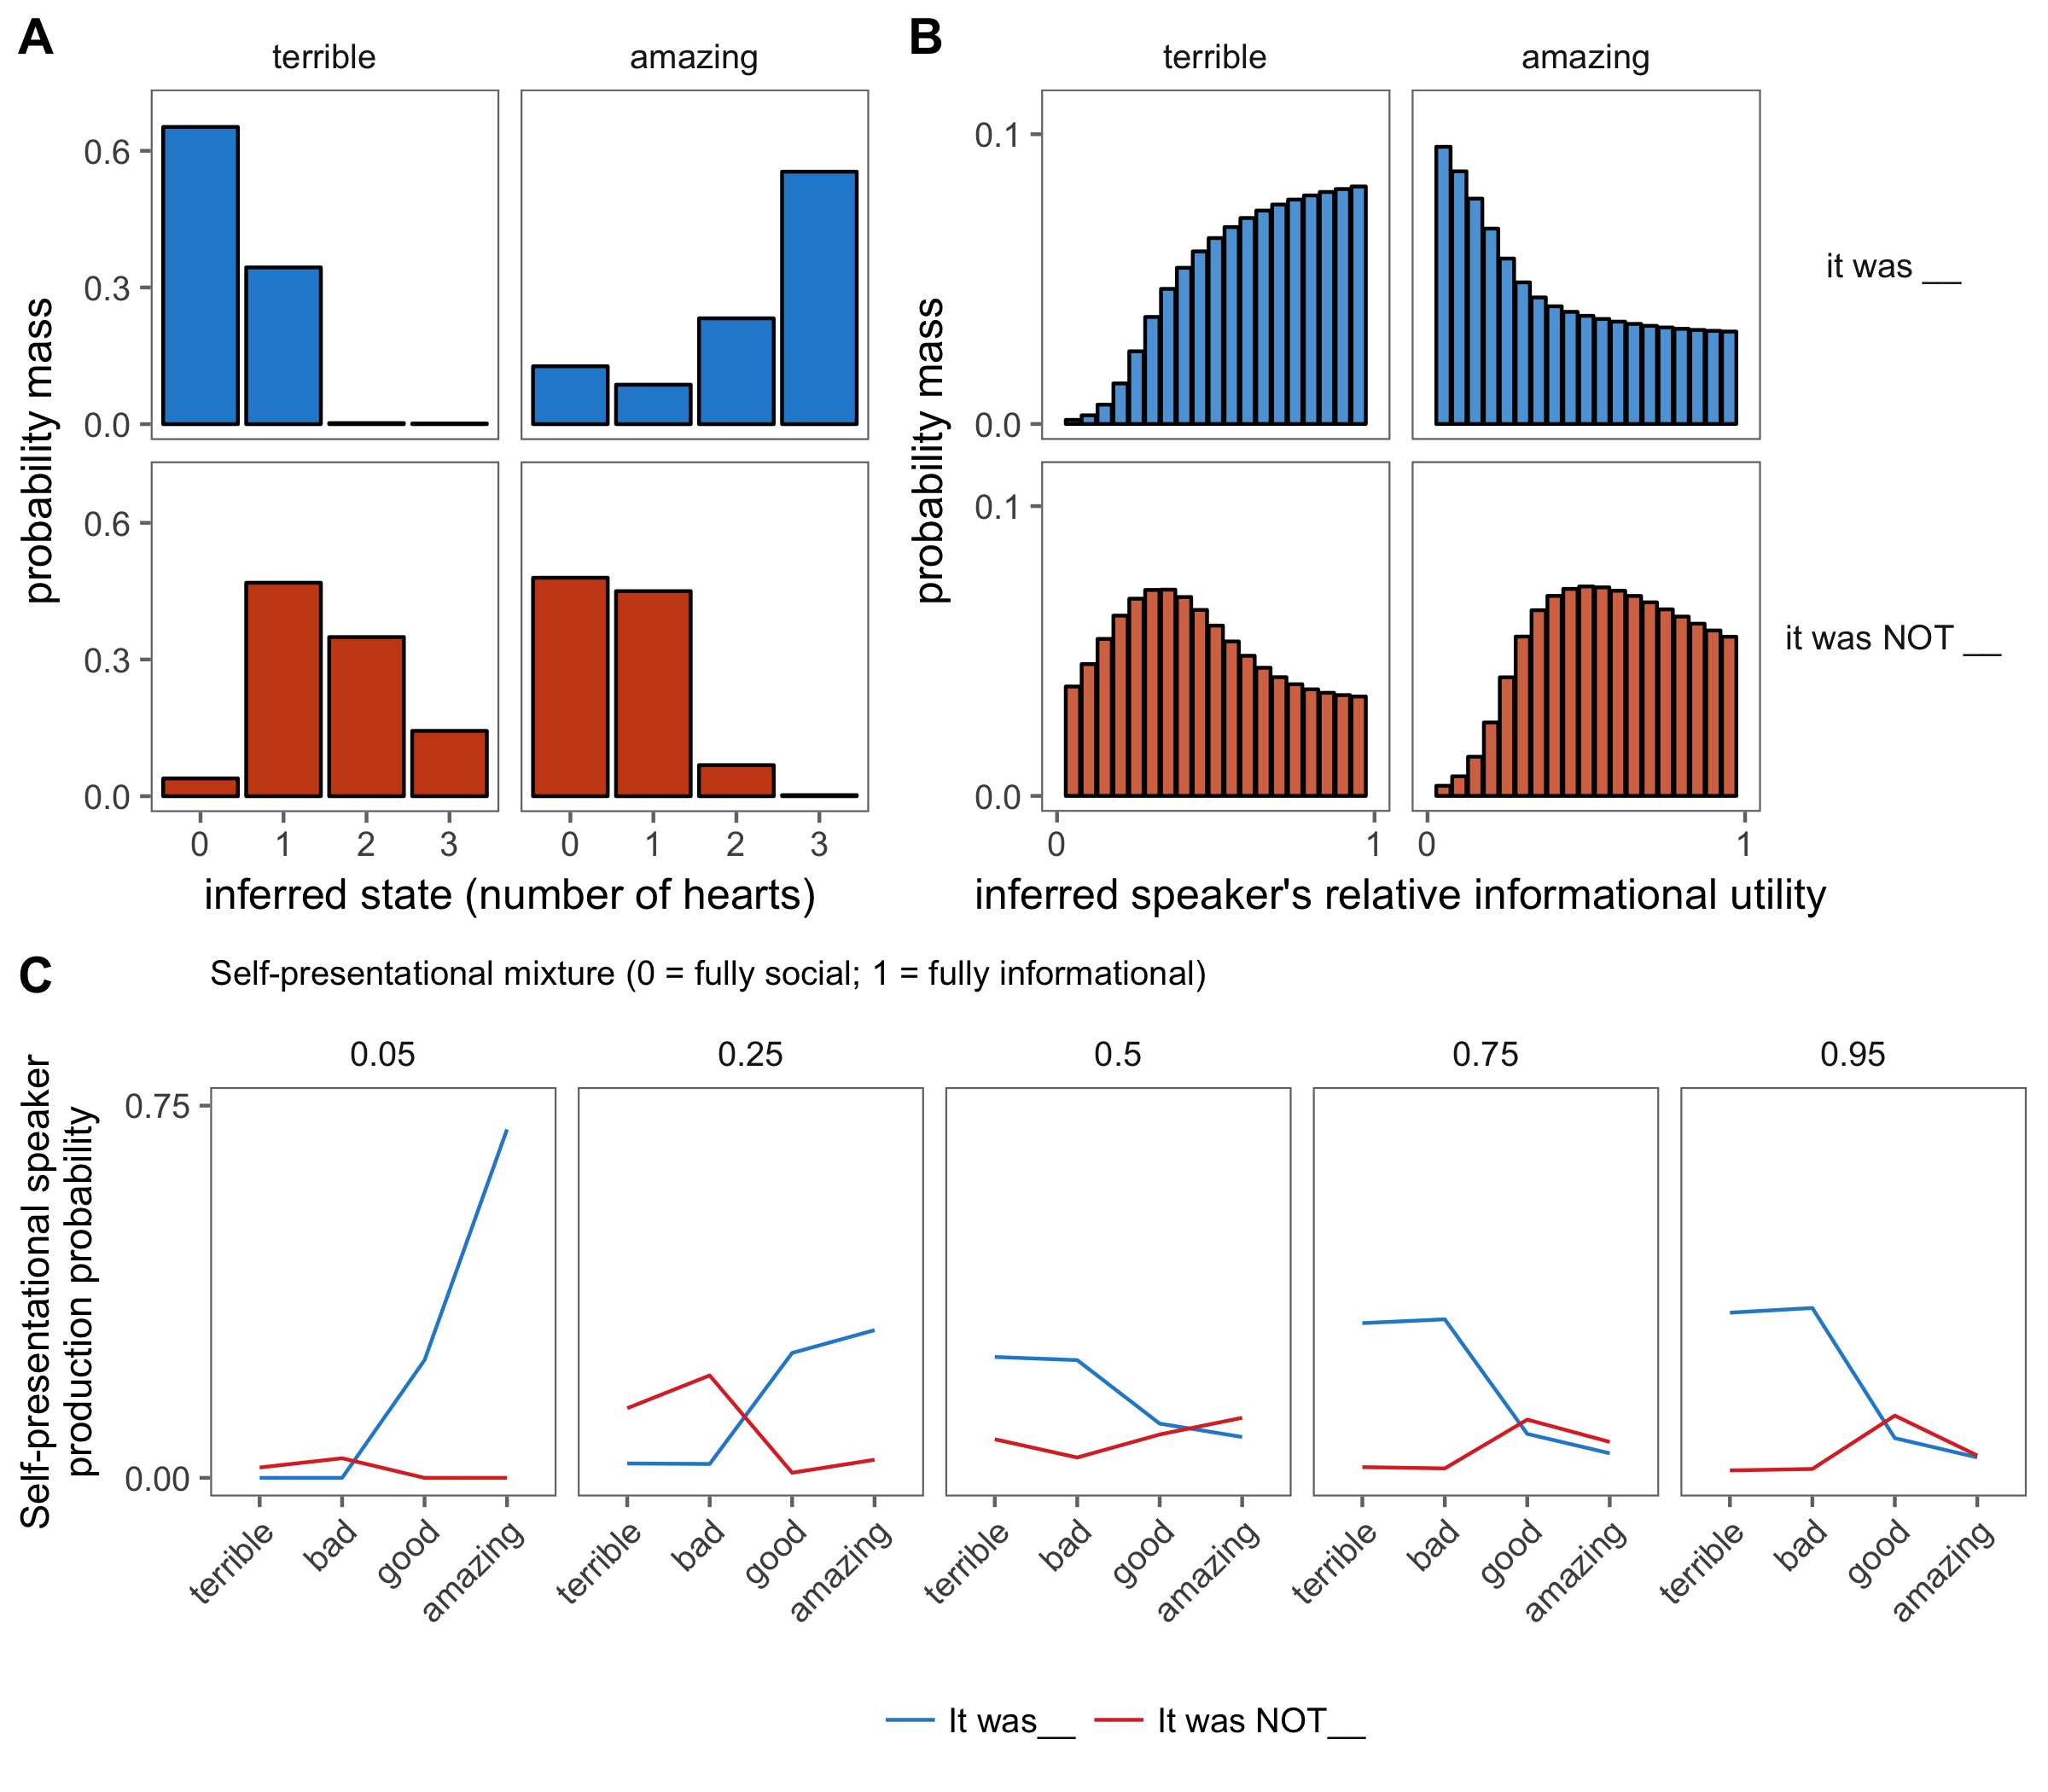 A
B
terrible
amazing
terrible
amazing
probability mass
0.6
0.3
0.0
probability mass
0.1
0.0
it was __
0.6
0.3
0.0
0.1
0.0
it was NOT __
0 1 2 3
0 1 2 3
0 1
0 1
inferred state (number of hearts)
inferred speaker's relative informational utility
C
Self-presentational mixture (0 = fully social; 1 = fully informational)
Self-presentational speaker
production probability
0.05
0.25
0.5
0.75
0.95
0.75
0.00
terrible bad good amazing
terrible bad good amazing
terrible bad good amazing
terrible bad good amazing
terrible bad good amazing
It was__
It was NOT__